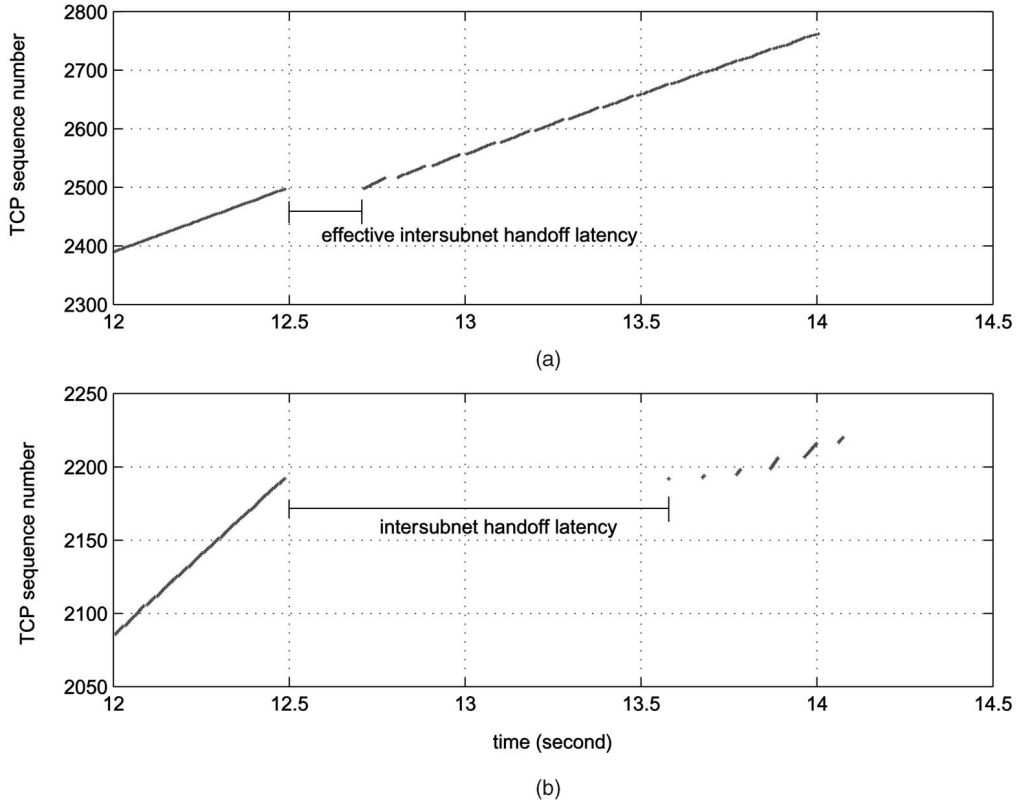 2800
2700
2600
2500
2400
2300
TCP sequence number
effective intersubnet handoff latency
12 12.5 13 13.5 14 14.5
(a)
2250
2200
2150
2100
2050
TCP sequence number
intersubnet handoff latency
12 12.5 13 13.5 14 14.5
time (second)
(b)